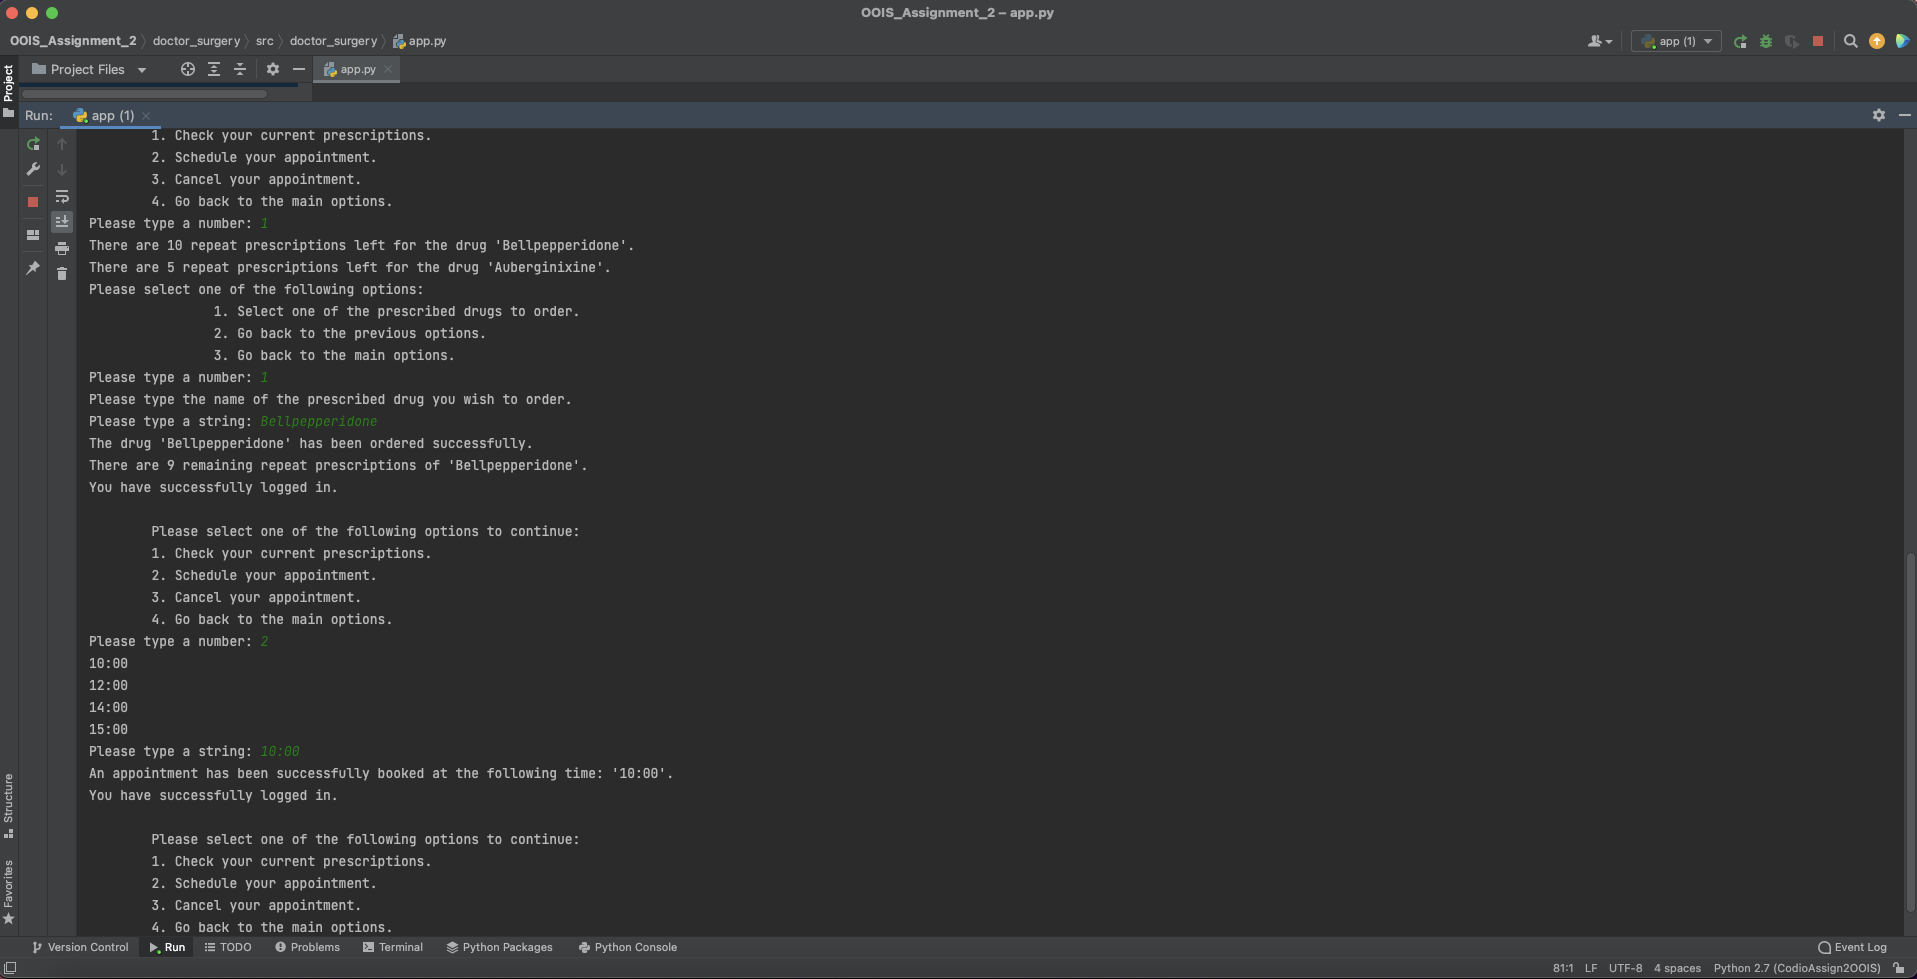 OOIS_Assignment_2 – app.py
OOIS_Assignment_2 doctor_surgery src doctor_surgery app.py
app (1)
Project
Project Files
app.py
Run: app (1)
1. Check your current prescriptions.
2. Schedule your appointment.
3. Cancel your appointment.
4. Go back to the main options.
Please type a number: 1
There are 10 repeat prescriptions left for the drug 'Bellpepperidone'.
There are 5 repeat prescriptions left for the drug 'Auberginixine'.
Please select one of the following options:
1. Select one of the prescribed drugs to order.
2. Go back to the previous options.
3. Go back to the main options.
Please type a number: 1
Please type the name of the prescribed drug you wish to order.
Please type a string: Bellpepperidone
The drug 'Bellpepperidone' has been ordered successfully.
There are 9 remaining repeat prescriptions of 'Bellpepperidone'.
You have successfully logged in.
Please select one of the following options to continue:
1. Check your current prescriptions.
2. Schedule your appointment.
3. Cancel your appointment.
4. Go back to the main options.
Please type a number: 2
10:00
12:00
14:00
15:00
Please type a string: 10:00
An appointment has been successfully booked at the following time: '10:00'.
You have successfully logged in.
Please select one of the following options to continue:
1. Check your current prescriptions.
2. Schedule your appointment.
3. Cancel your appointment.
4. Go back to the main options.
Structure
Favorites
Version Control Run TODO Problems Terminal Python Packages Python Console Event Log
81:1 LF UTF-8 4 spaces Python 2.7 (CodioAssign2OOIS)